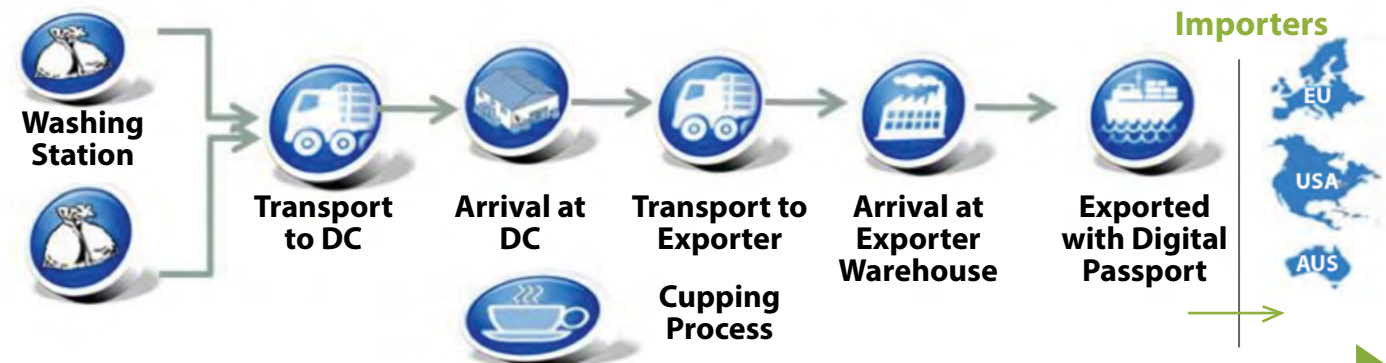 Importers
EU
Washing
Station
USA
Transport
to DC
Arrival at
DC
Transport to
Exporter
Arrival at
Exporter
Warehouse
Exported
with Digital
Passport
AUS
Cupping
Process